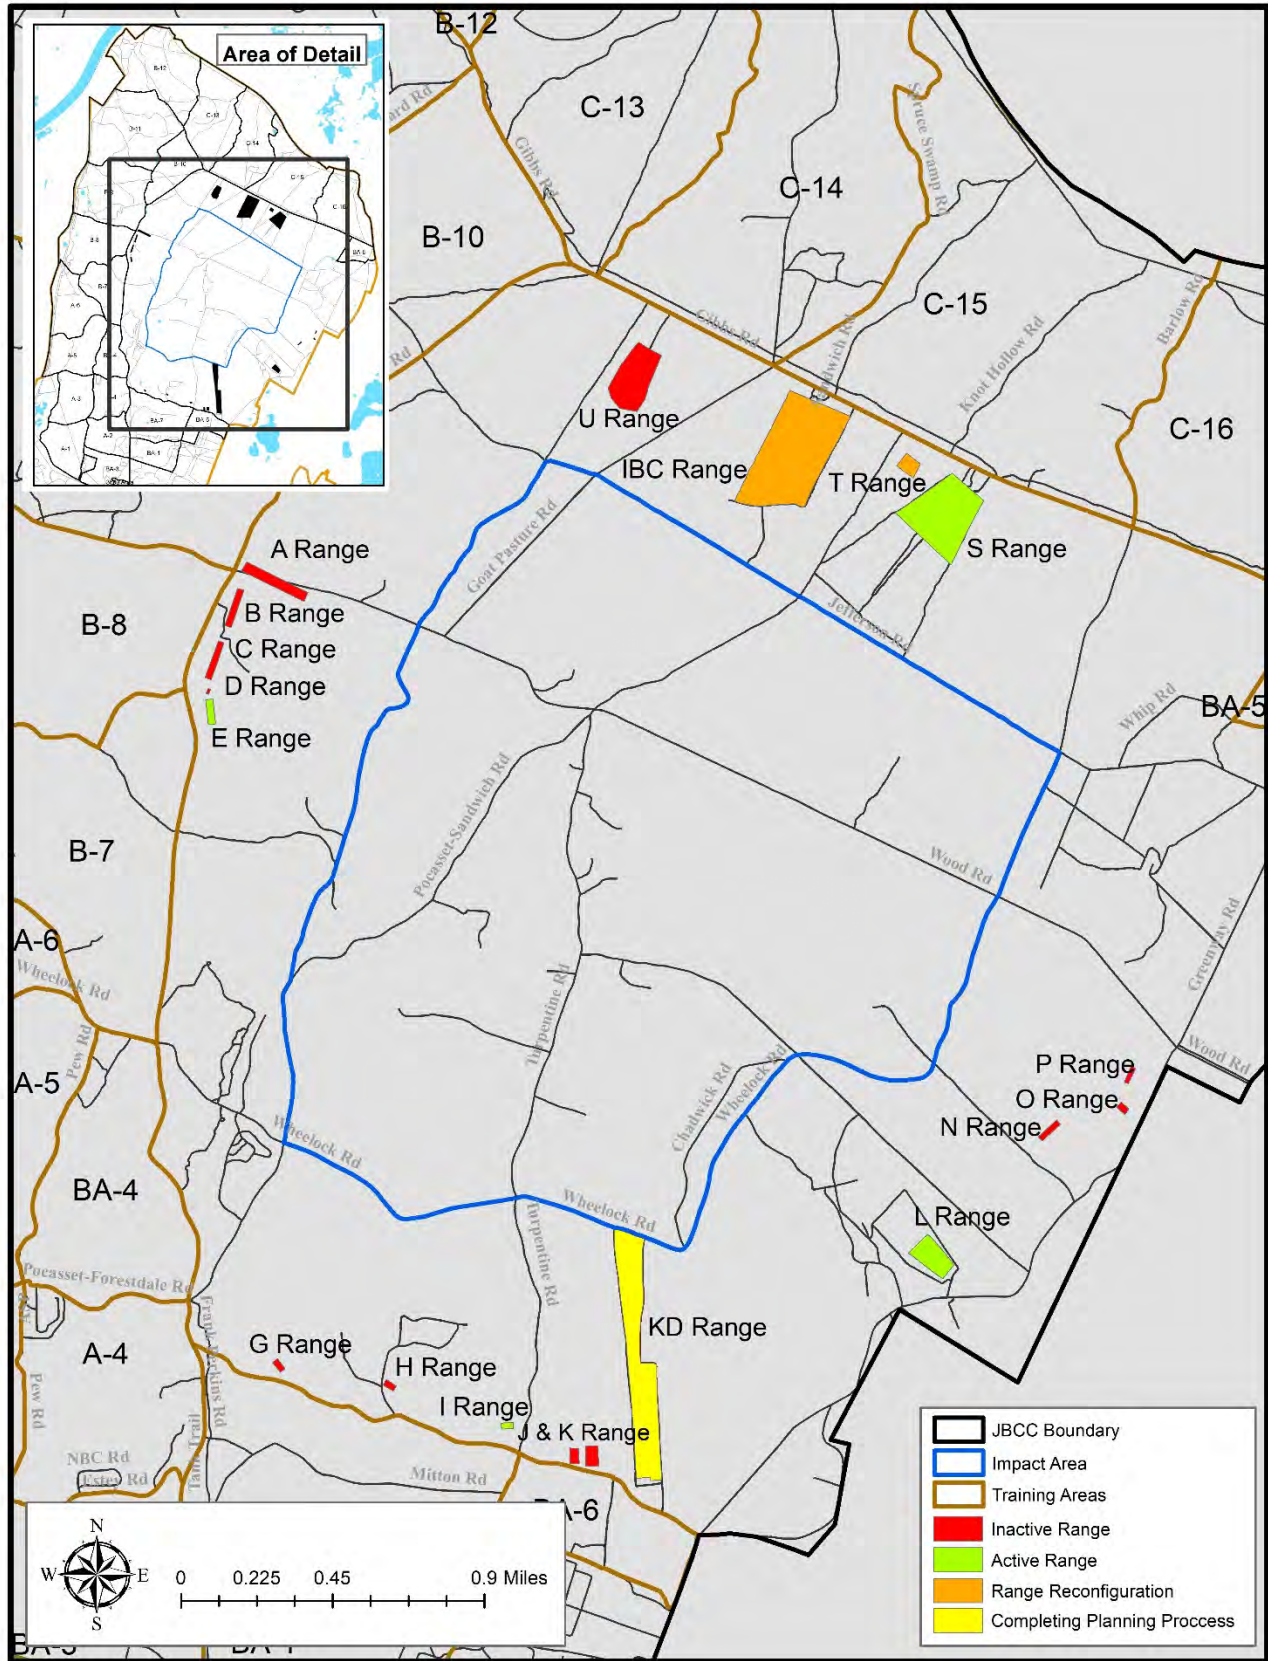 Area of Detail
B-12
C-13
C-14
B-10
C-15
C-16
B-8
BA-5
B-7
A-6
A-5
BA-4
A-4
Gibbs Rd
Spruce Swamp Rd
Gibbs Rd
Knot Hollow Rd
Barlow Rd
Rd
U Range
IBC Range
T Range
S Range
A Range
B Range
C Range
D Range
E Range
Goat Pasture Rd
Jefferson Rd
Whip Rd
Pocasset-Sandwich Rd
Wood Rd
Greenway Rd
Wheelock Rd
Pew Rd
Turpentine Rd
Wood Rd
P Range
O Range
N Range
Chadwick Rd
Wheelock Rd
Wheelock Rd
Wheelock Rd
L Range
Turpentine Rd
Pocasset-Forestdale Rd
Frank Perkins Rd
KD Range
G Range
H Range
I Range
J & K Range
Pew Rd
NBC Rd
Estey Rd
Tank Trail
Mitton Rd
N
W E
S
0 0.225 0.45 0.9 Miles
JBCC Boundary
Impact Area
Training Areas
Inactive Range
Active Range
Range Reconfiguration
Completing Planning Proccess